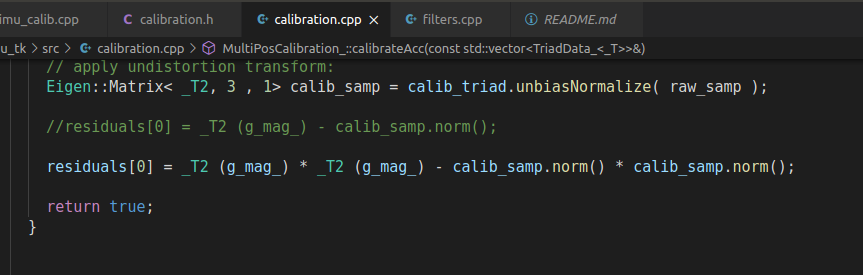 imu_calib.cpp calibration.h calibration.cpp filters.cpp README.md
u_tk > src > calibration.cpp > MultiPosCalibration_::calibrateAcc(const std::vector<TriadData_<_T>>&)
// apply undistortion transform:
Eigen::Matrix< _T2, 3 , 1> calib_samp = calib_triad.unbiasNormalize( raw_samp );
//residuals[0] = _T2 (g_mag_) - calib_samp.norm();
residuals[0] = _T2 (g_mag_) * _T2 (g_mag_) - calib_samp.norm() * calib_samp.norm();
return true;
}